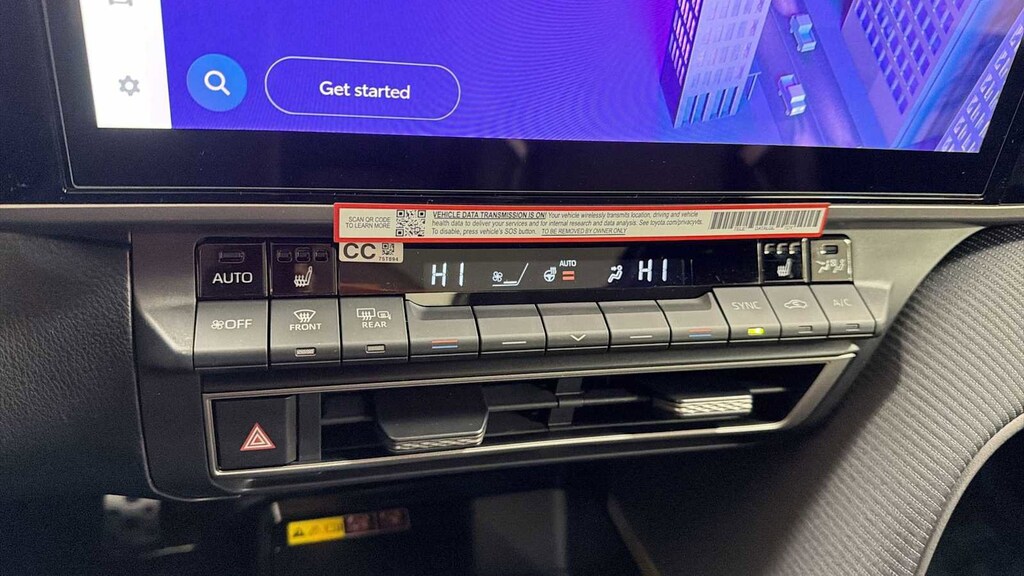 Get started
SCAN QR CODE
TO LEARN MORE
VEHICLE DATA TRANSMISSION IS ON! Your vehicle wirelessly transmits location, driving and vehicle
health data to deliver your services and for internal research and data analysis. See toyota.com/privacyvts.
To disable, press vehicle's SOS button. TO BE REMOVED BY OWNER ONLY
CC
AUTO
HI
AUTO
HI
OFF
FRONT
REAR
SYNC
A/C